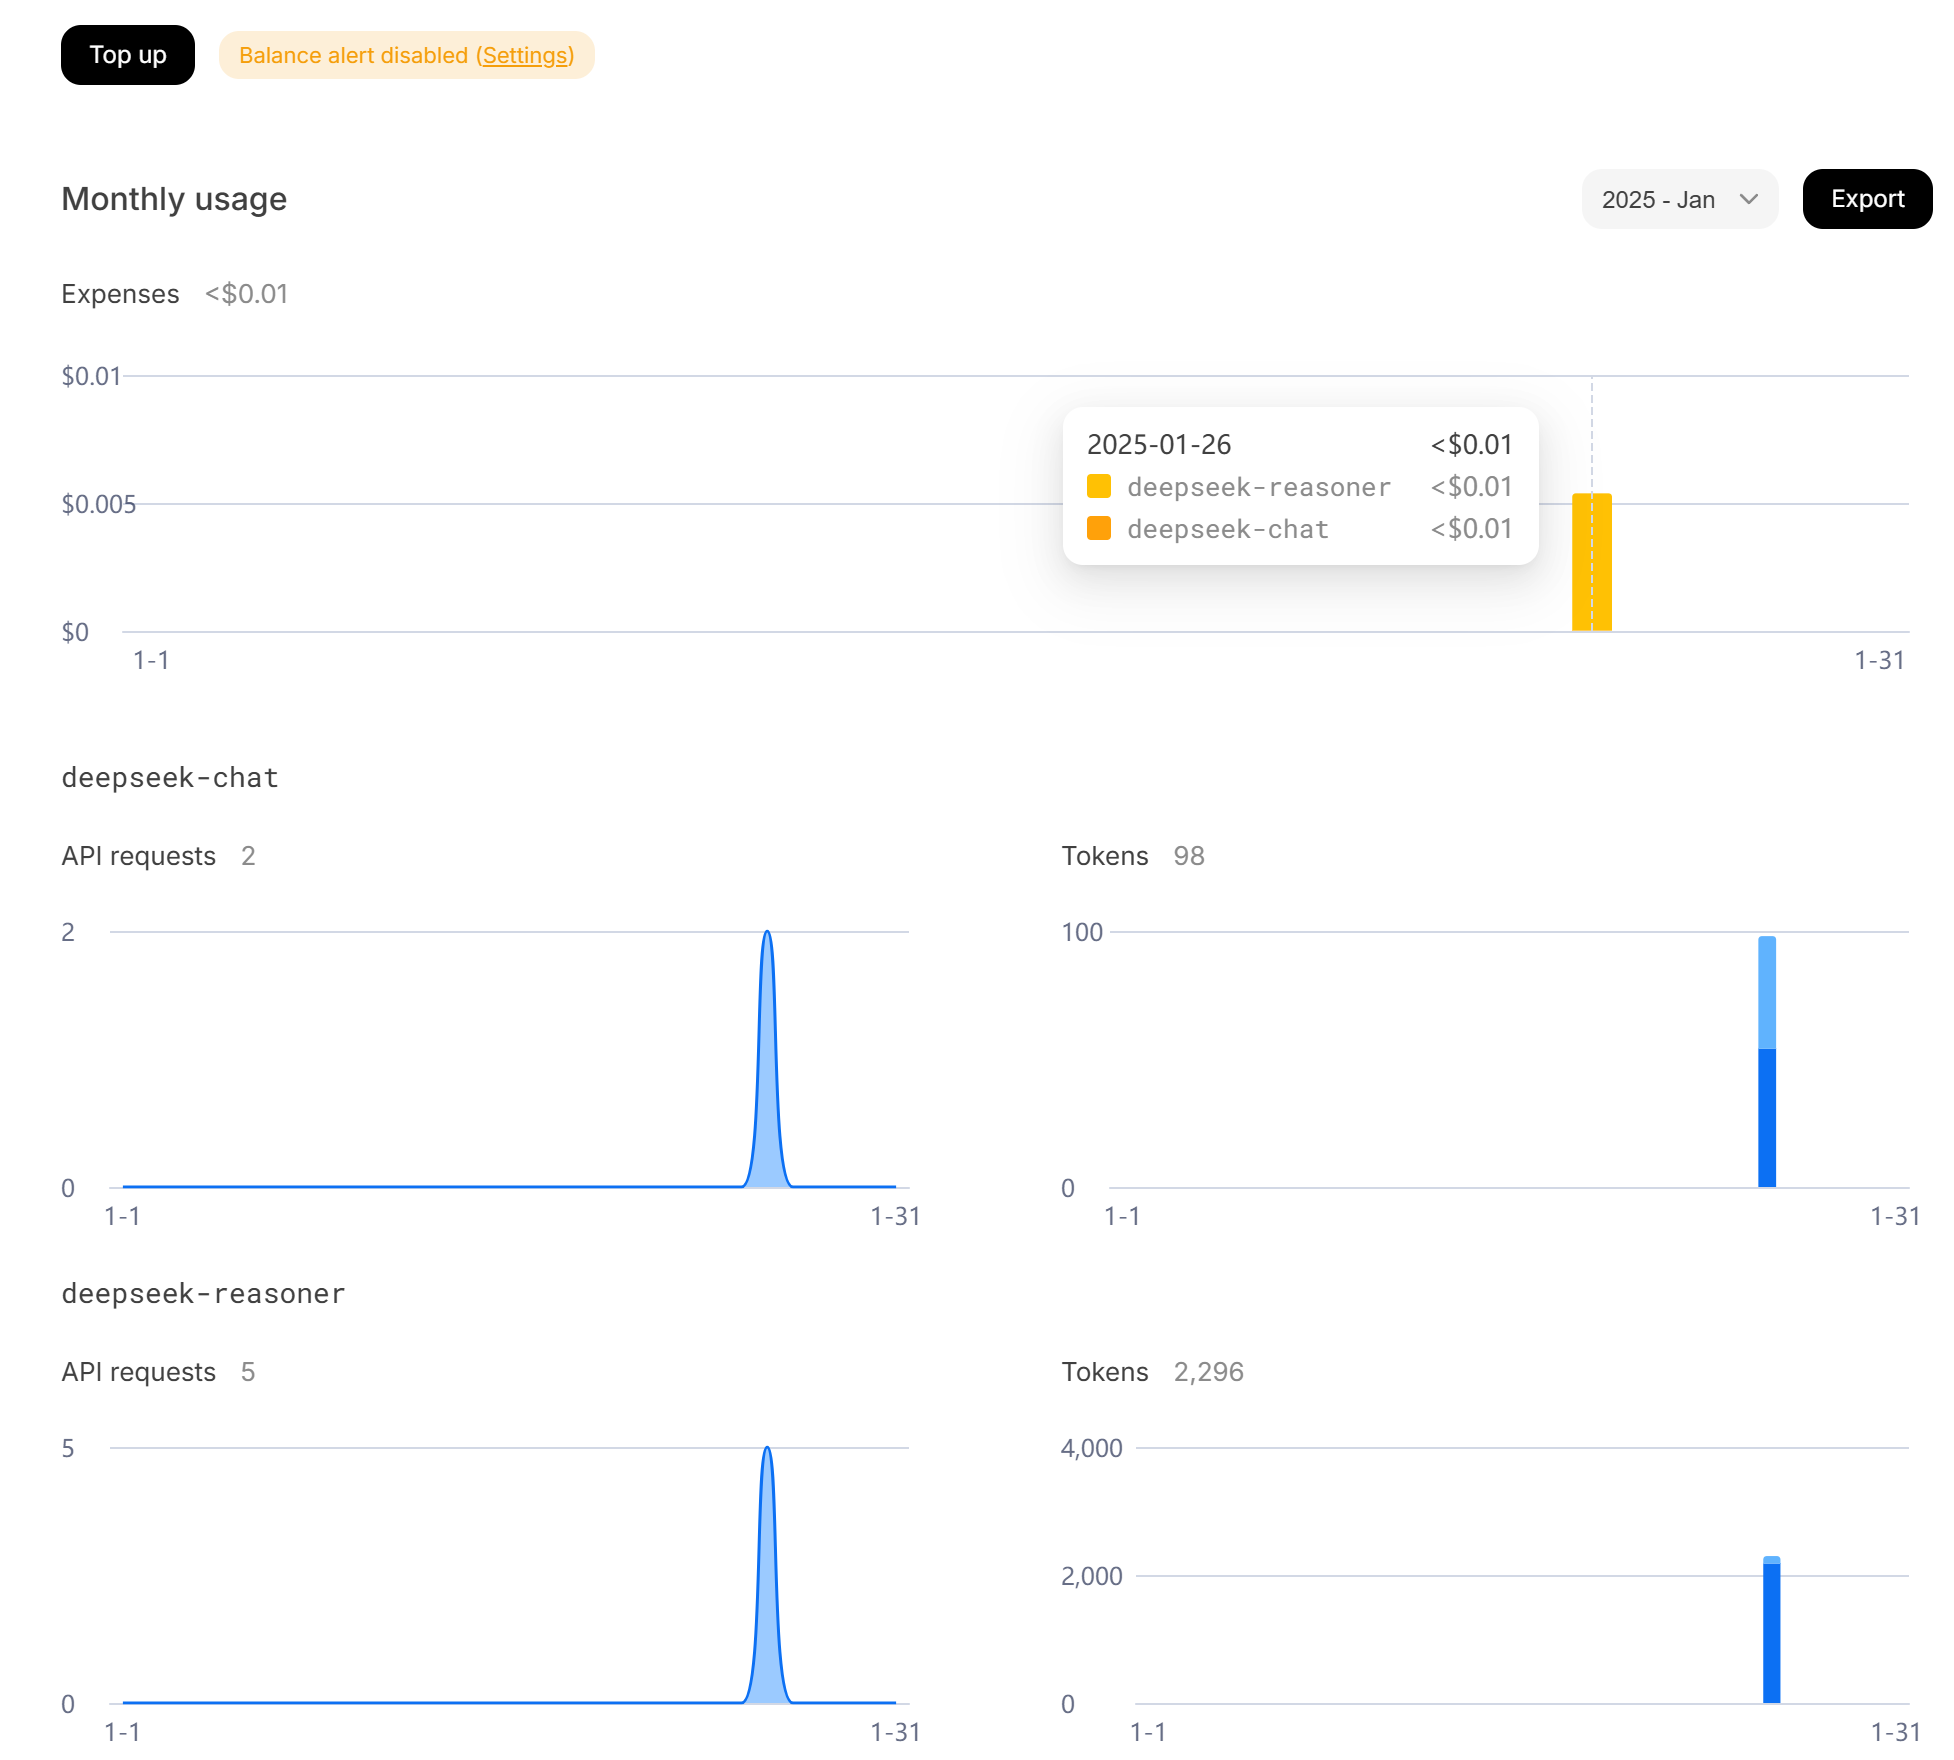 Top up
Balance alert disabled (Settings)
Monthly usage
2025 - Jan
Export
Expenses <$0.01
$0.01
$0.005
$0
1-1
1-31
2025-01-26 <$0.01
deepseek-reasoner <$0.01
deepseek-chat <$0.01
deepseek-chat
API requests 2
2
0
1-1
1-31
Tokens 98
100
0
1-1
1-31
deepseek-reasoner
API requests 5
5
0
1-1
1-31
Tokens 2,296
4,000
2,000
0
1-1
1-31